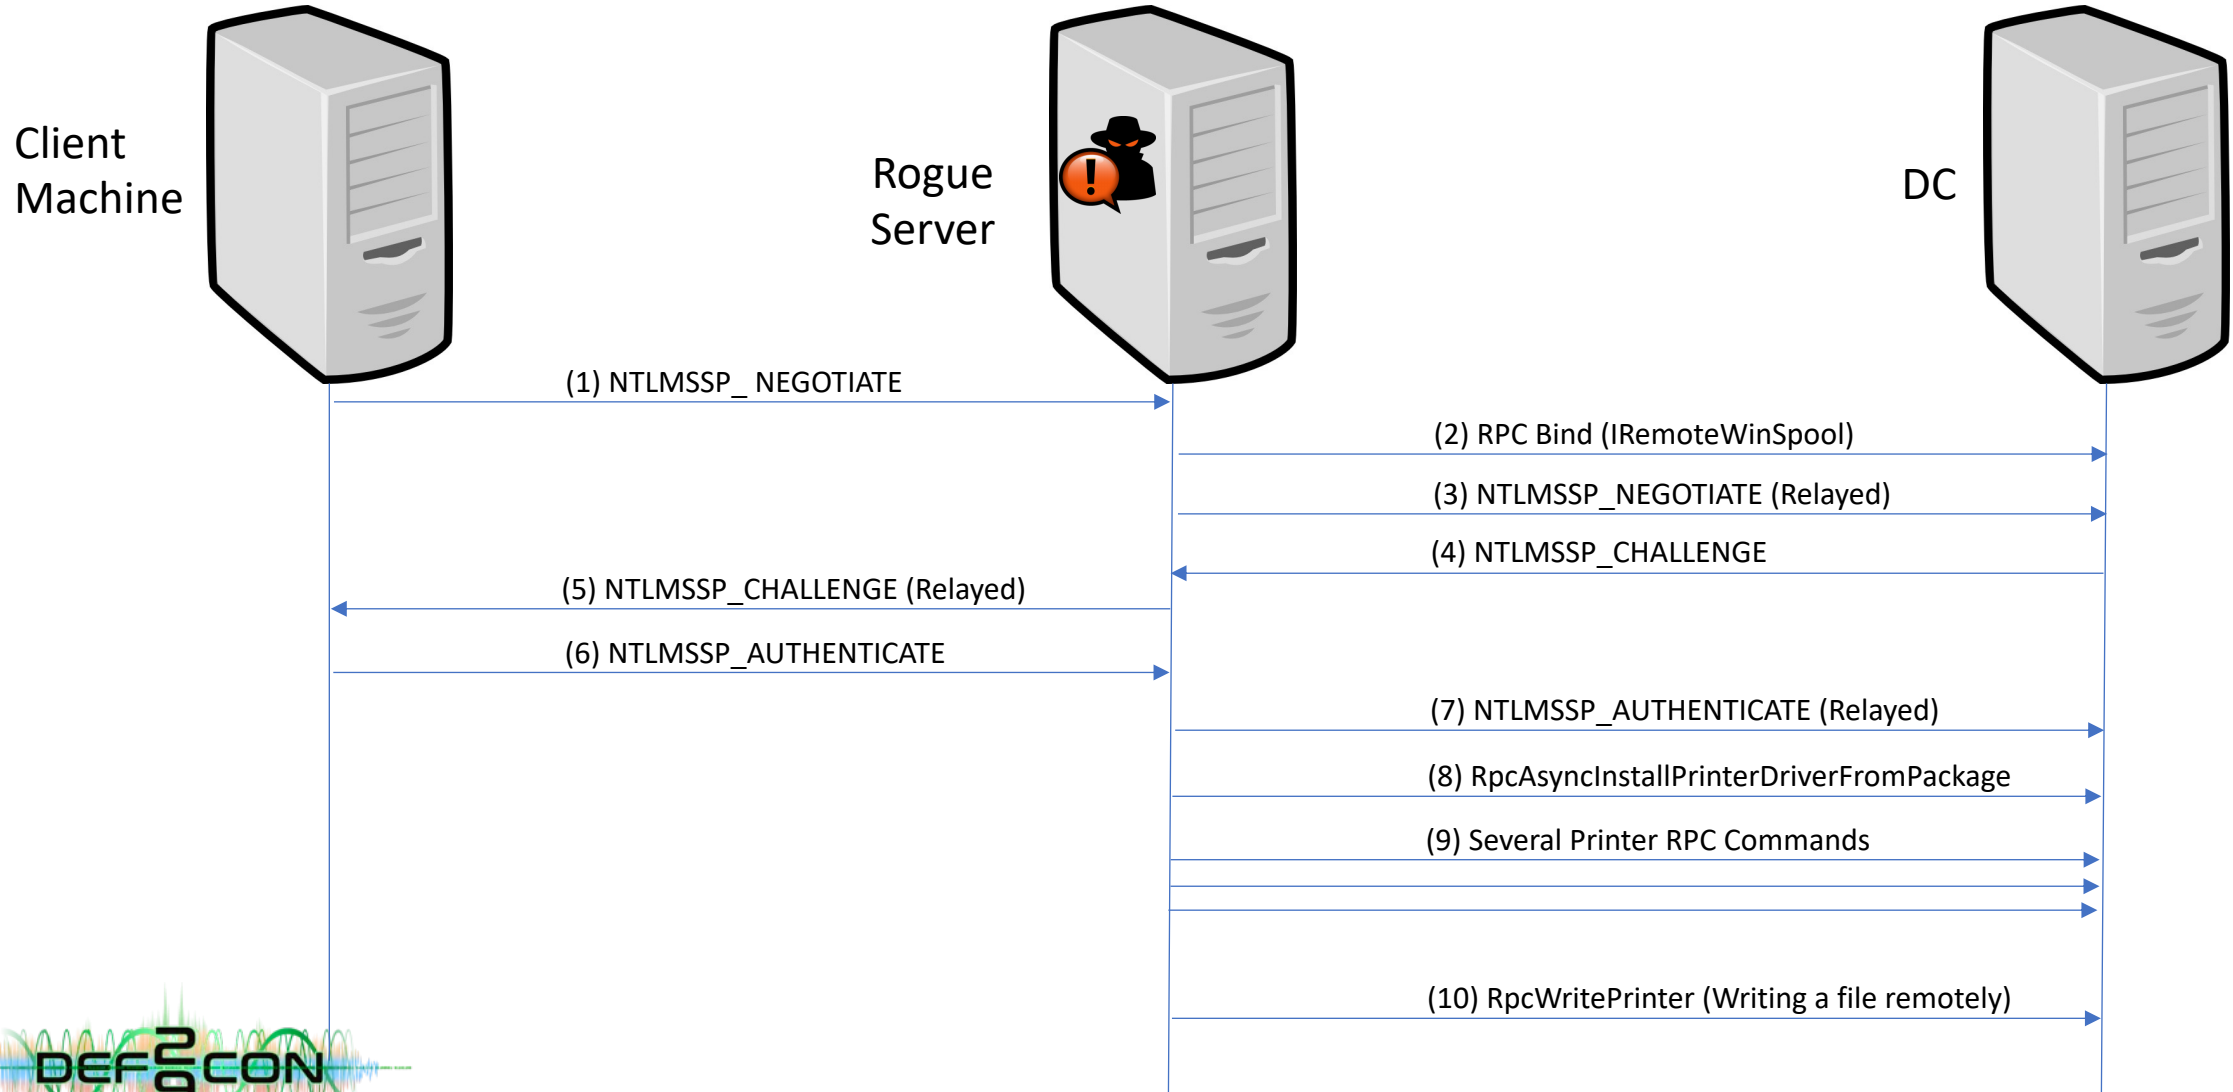 Client
Machine
Rogue
Server
DC
(1) NTLMSSP_ NEGOTIATE
(2) RPC Bind (IRemoteWinSpool)
(3) NTLMSSP_NEGOTIATE (Relayed)
(4) NTLMSSP_CHALLENGE
(5) NTLMSSP_CHALLENGE (Relayed)
(6) NTLMSSP_AUTHENTICATE
(7) NTLMSSP_AUTHENTICATE (Relayed)
(8) RpcAsyncInstallPrinterDriverFromPackage
(9) Several Printer RPC Commands
(10) RpcWritePrinter (Writing a file remotely)
!
DEF CON